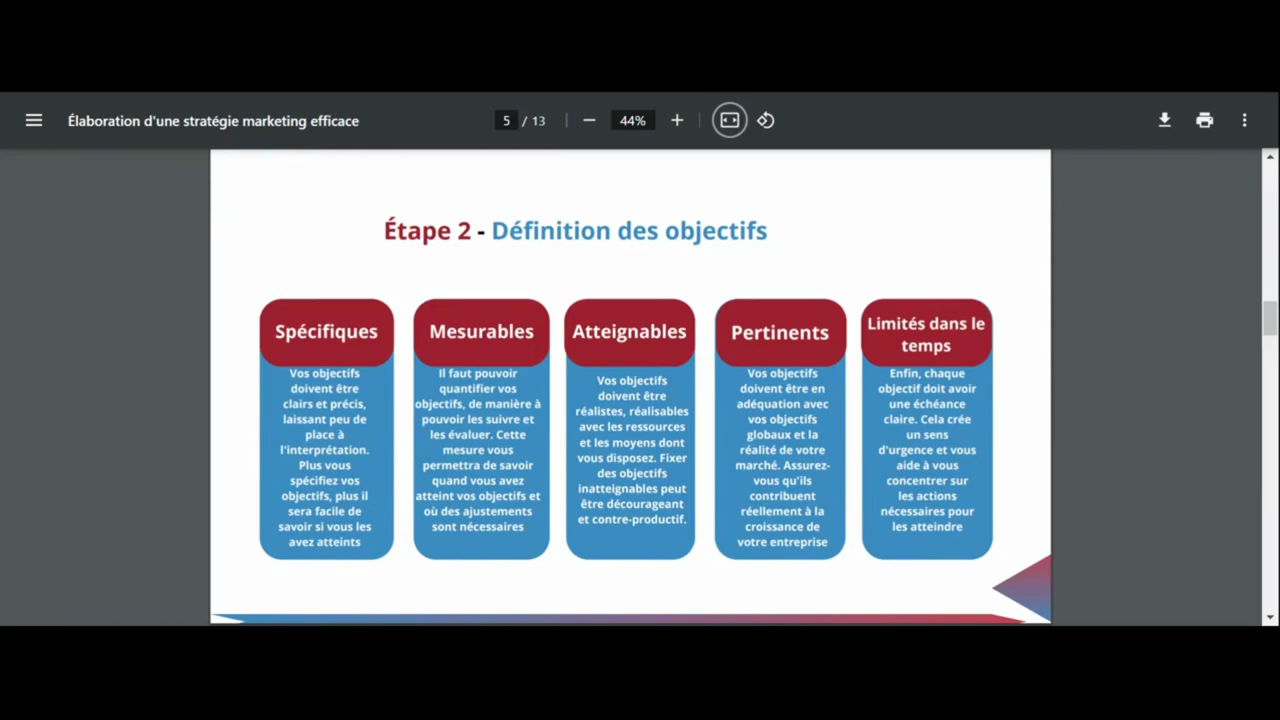 Élaboration d'une stratégie marketing efficace
5 / 13
44%
Étape 2 - Définition des objectifs
Spécifiques
Vos objectifs
doivent être
clairs et précis,
laissant peu de
place à
l'interprétation.
Plus vous
spécifiez vos
objectifs, plus il
sera facile de
savoir si vous les
avez atteints
Mesurables
Il faut pouvoir
quantifier vos
objectifs, de manière à
pouvoir les suivre et
les évaluer. Cette
mesure vous
permettra de savoir
quand vous avez
atteint vos objectifs et
où des ajustements
sont nécessaires
Atteignables
Vos objectifs
doivent être
réalistes, réalisables
avec les ressources
et les moyens dont
vous disposez. Fixer
des objectifs
inatteignables peut
être décourageant
et contre-productif.
Pertinents
Vos objectifs
doivent être en
adéquation avec
vos objectifs
globaux et la
réalité de votre
marché. Assurez-
vous qu'ils
contribuent
réellement à la
croissance de
votre entreprise
Limités dans le
temps
Enfin, chaque
objectif doit avoir
une échéance
claire. Cela crée
un sens
d'urgence et vous
aide à vous
concentrer sur
les actions
nécessaires pour
les atteindre